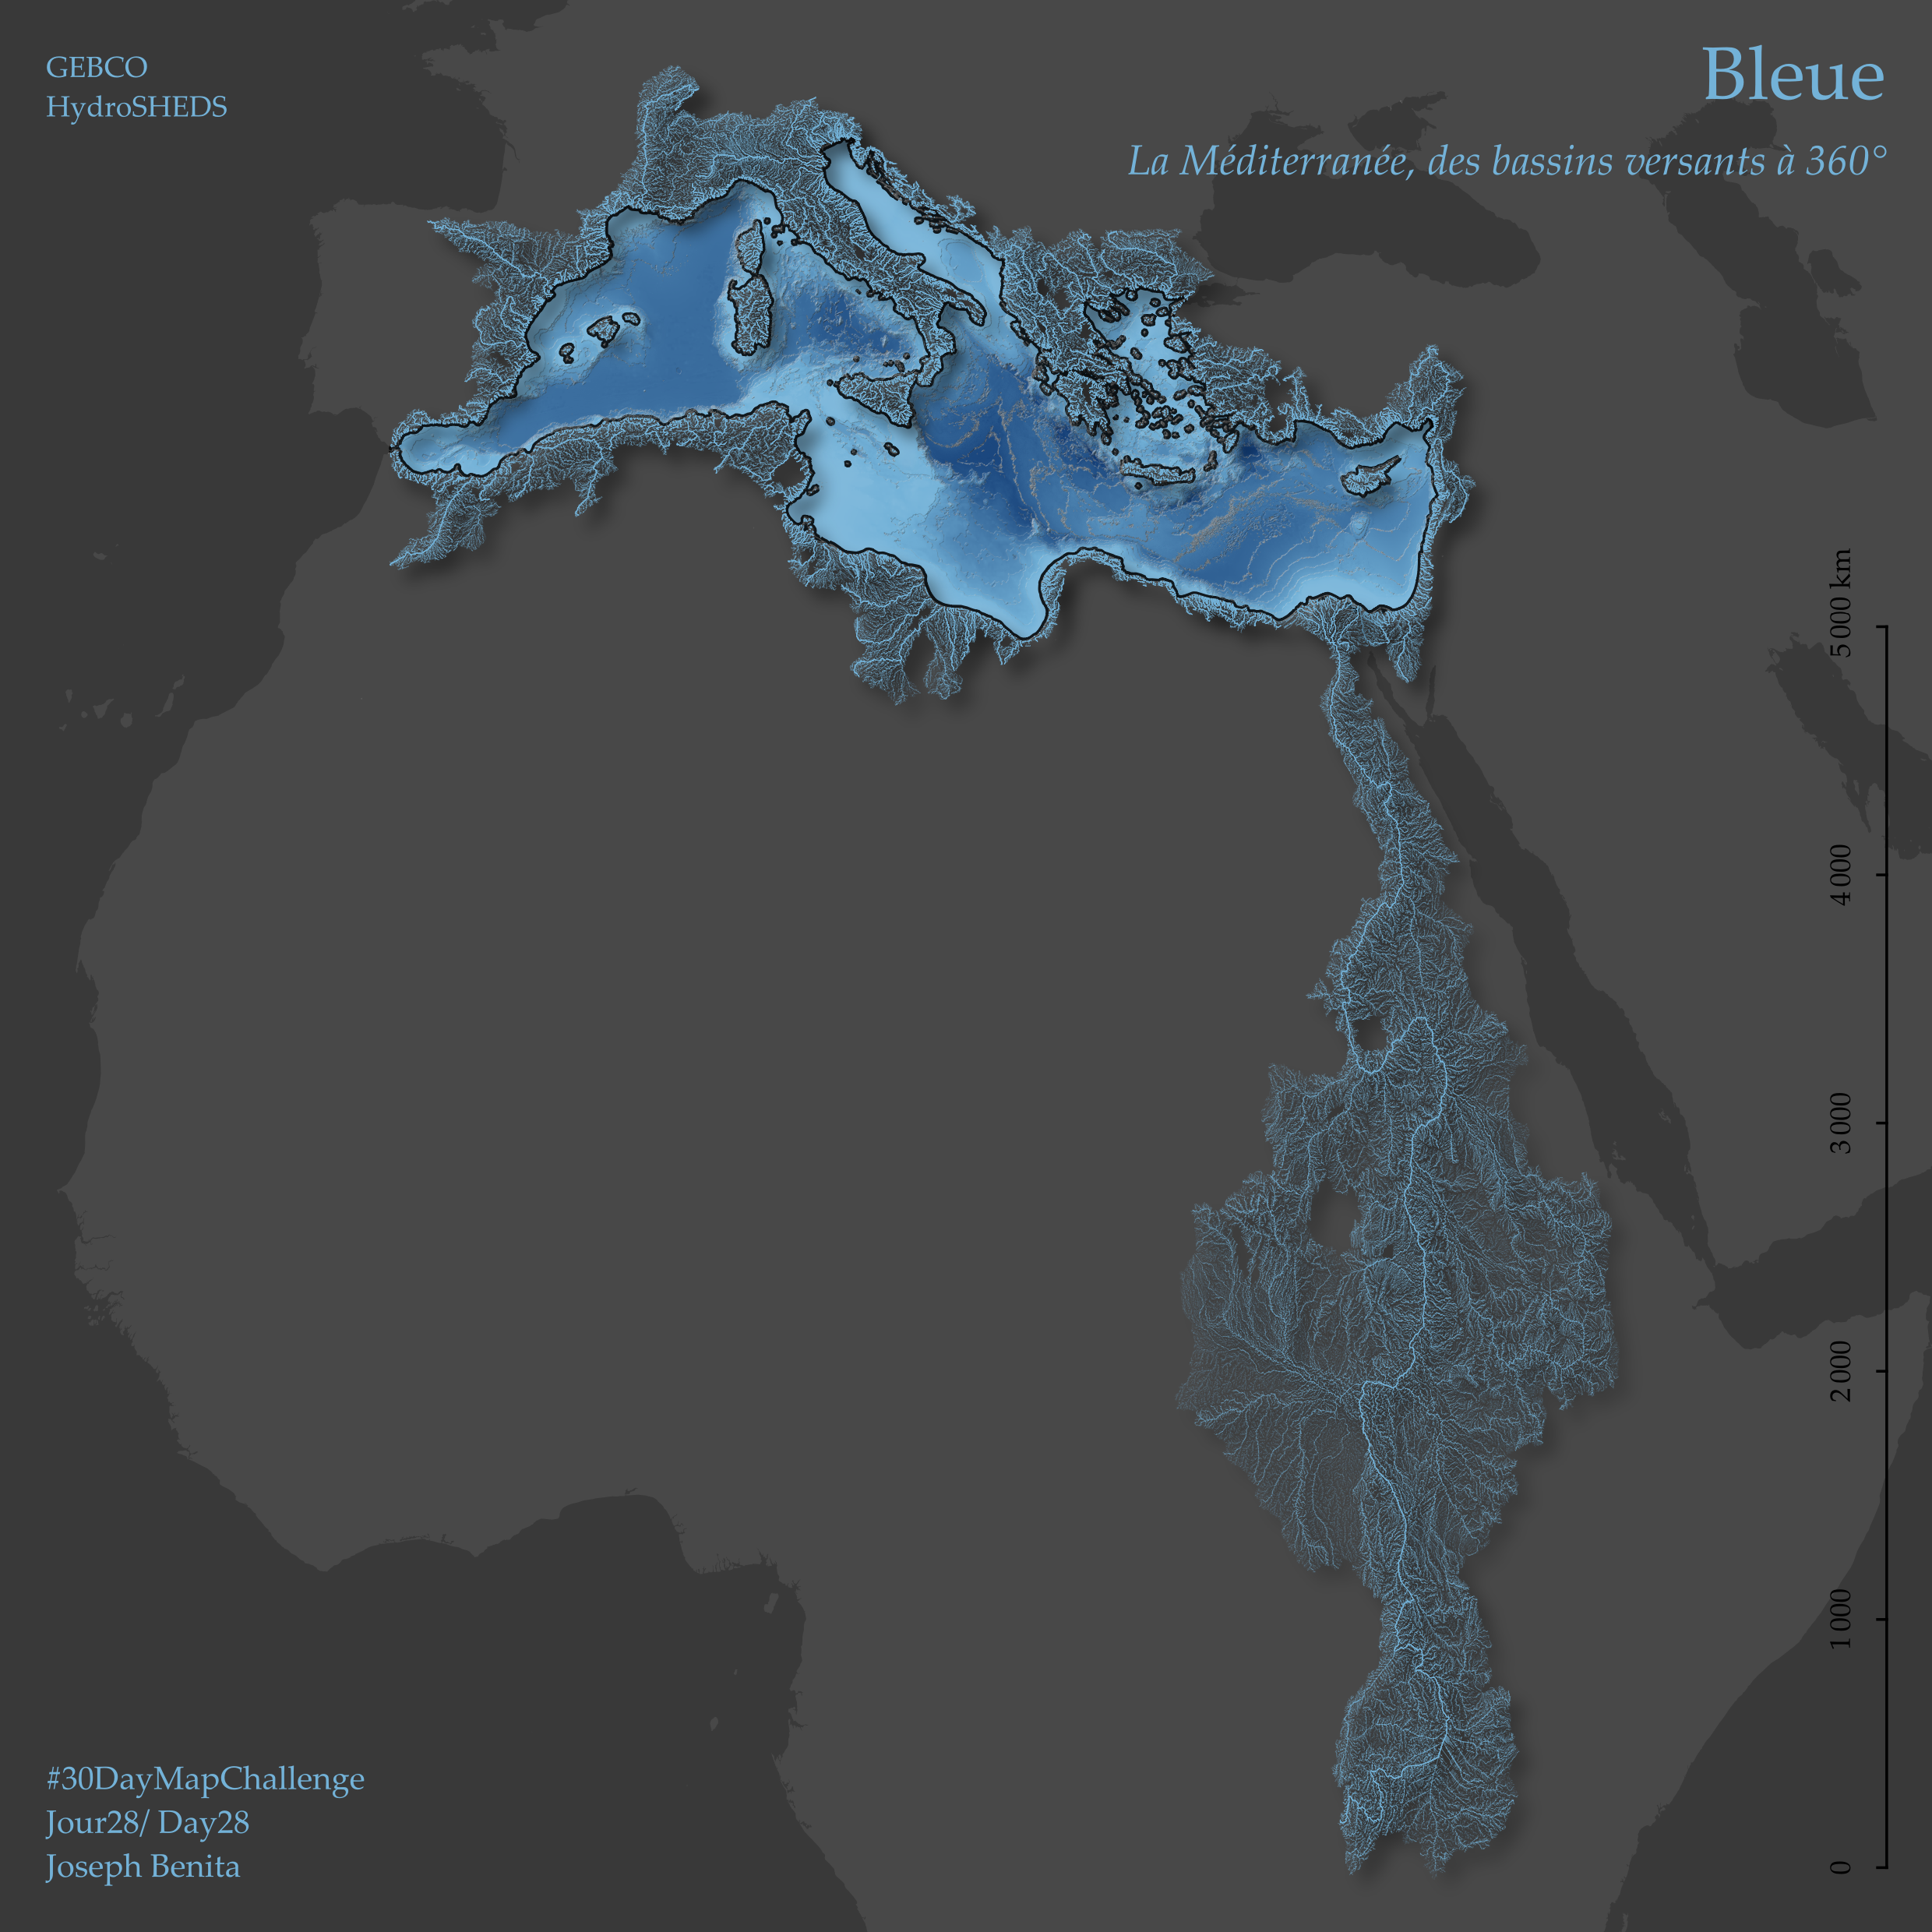 GEBCO
HydroSHEDS
Bleue
La Méditerranée, des bassins versants à 360°
5 000 km
4 000
3 000
2 000
1 000
0
#30DayMapChallenge
Jour28/ Day28
Joseph Benita